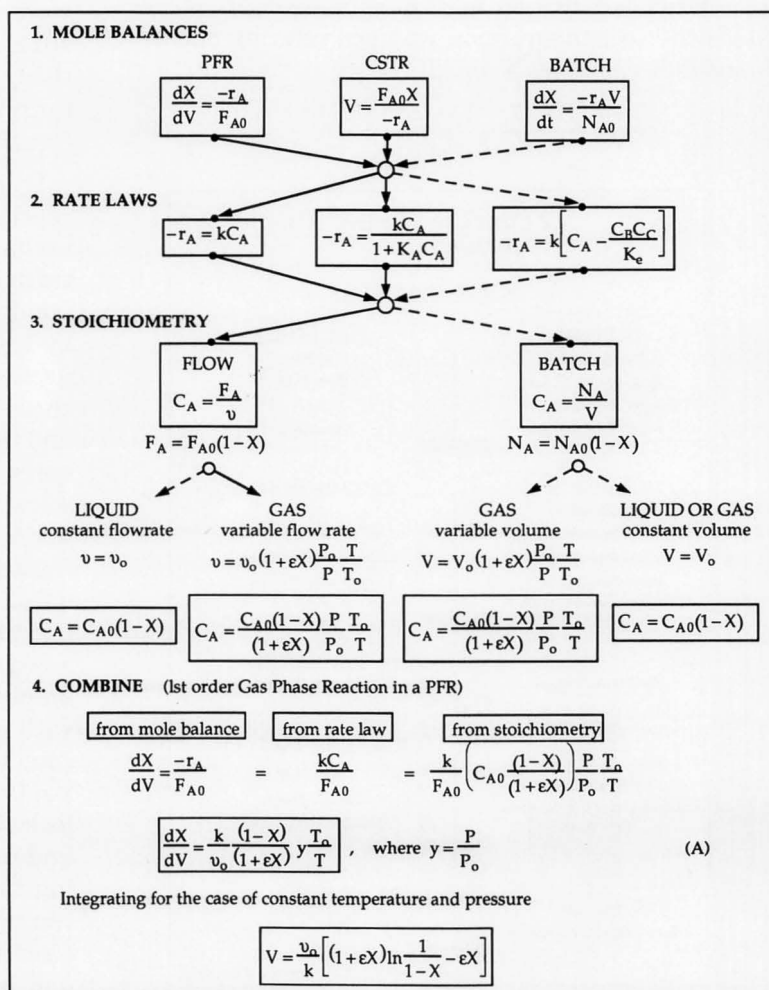 1. MOLE BALANCES
PFR CSTR BATCH
dX/dV = -r_A/F_A0 V = F_A0X/-r_A dX/dt = -r_AV/N_A0
2. RATE LAWS
-r_A = kC_A -r_A = kC_A/(1+K_AC_A) -r_A = k[C_A - C_BC_C/K_e]
3. STOICHIOMETRY
FLOW BATCH
C_A = F_A/υ C_A = N_A/V
F_A = F_A0(1-X) N_A = N_A0(1-X)
LIQUID GAS GAS LIQUID OR GAS
constant flowrate variable flow rate variable volume constant volume
υ = υ_o υ = υ_o(1+εX) P_o/P T/T_o V = V_o(1+εX) P_o/P T/T_o V = V_o
C_A = C_A0(1-X) C_A = C_A0(1-X)/(1+εX) P/P_o T_o/T C_A = C_A0(1-X)/(1+εX) P/P_o T_o/T C_A = C_A0(1-X)
4. COMBINE (1st order Gas Phase Reaction in a PFR)
from mole balance from rate law from stoichiometry
dX/dV = -r_A/F_A0 = kC_A/F_A0 = k/F_A0 (C_A0 (1-X)/(1+εX)) P/P_o T_o/T
dX/dV = k/υ_o (1-X)/(1+εX) y T_o/T , where y = P/P_o (A)
Integrating for the case of constant temperature and pressure
V = υ_o/k [(1+εX)ln 1/(1-X) - εX]